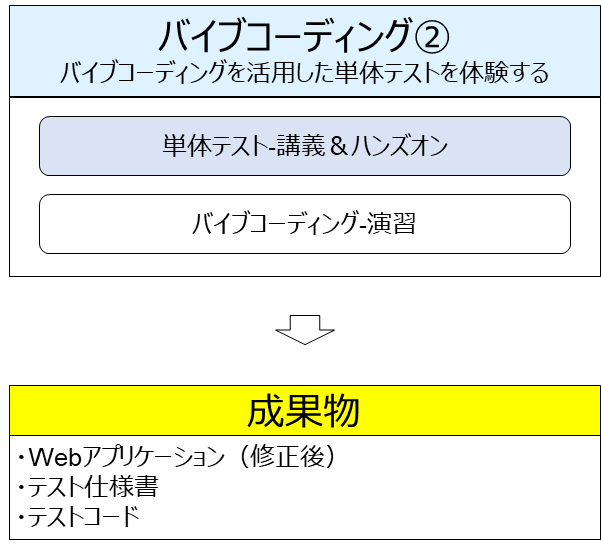 バイブコーディング②
バイブコーディングを活用した単体テストを体験する
単体テスト-講義＆ハンズオン
バイブコーディング-演習
成果物
・Webアプリケーション（修正後）
・テスト仕様書
・テストコード